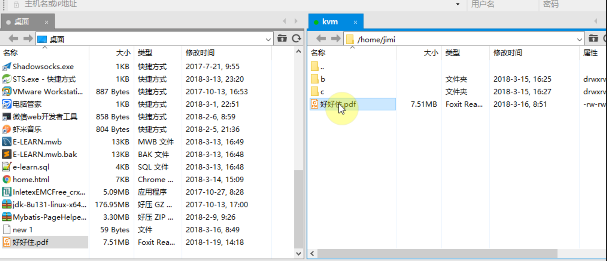 主机名或IP地址 用户名 密码
桌面 kvm
桌面 /home/jimi
名称 大小 类型 修改时间 名称 大小 类型 修改时间 属性
Shadowsocks.exe 1KB 快捷方式 2017-7-21, 9:55 ..
STS.exe - 快捷方式 1KB 快捷方式 2018-3-13, 23:20 b 文件夹 2018-3-15, 16:25 drwxrw
VMware Workstati... 887 Bytes 快捷方式 2017-10-13, 16:53 c 文件夹 2018-3-15, 16:27 drwxrw
电脑管家 1KB 快捷方式 2018-3-1, 22:51 好好住.pdf 7.51MB Foxit Rea... 2018-3-16, 8:51 -rw-rw
微信web开发者工具 858 Bytes 快捷方式 2018-2-6, 8:59
虾米音乐 804 Bytes 快捷方式 2018-2-5, 21:36
E-LEARN.mwb 13KB MWB 文件 2018-3-13, 16:49
E-LEARN.mwb.bak 13KB BAK 文件 2018-3-13, 16:48
e-learn.sql 4KB SQL 文件 2018-3-13, 16:49
home.html 7KB Chrome ... 2018-3-14, 15:09
InletexEMCFree_crx... 5.09MB 应用程序 2017-10-27, 8:28
jdk-8u131-linux-x64... 176.95MB 好压 GZ ... 2017-10-13, 17:00
Mybatis-PageHelpe... 3.30MB 好压 ZIP ... 2018-2-9, 9:26
new 1 59 Bytes 文件 2018-3-16, 8:49
好好住.pdf 7.51MB Foxit Rea... 2018-1-19, 14:18